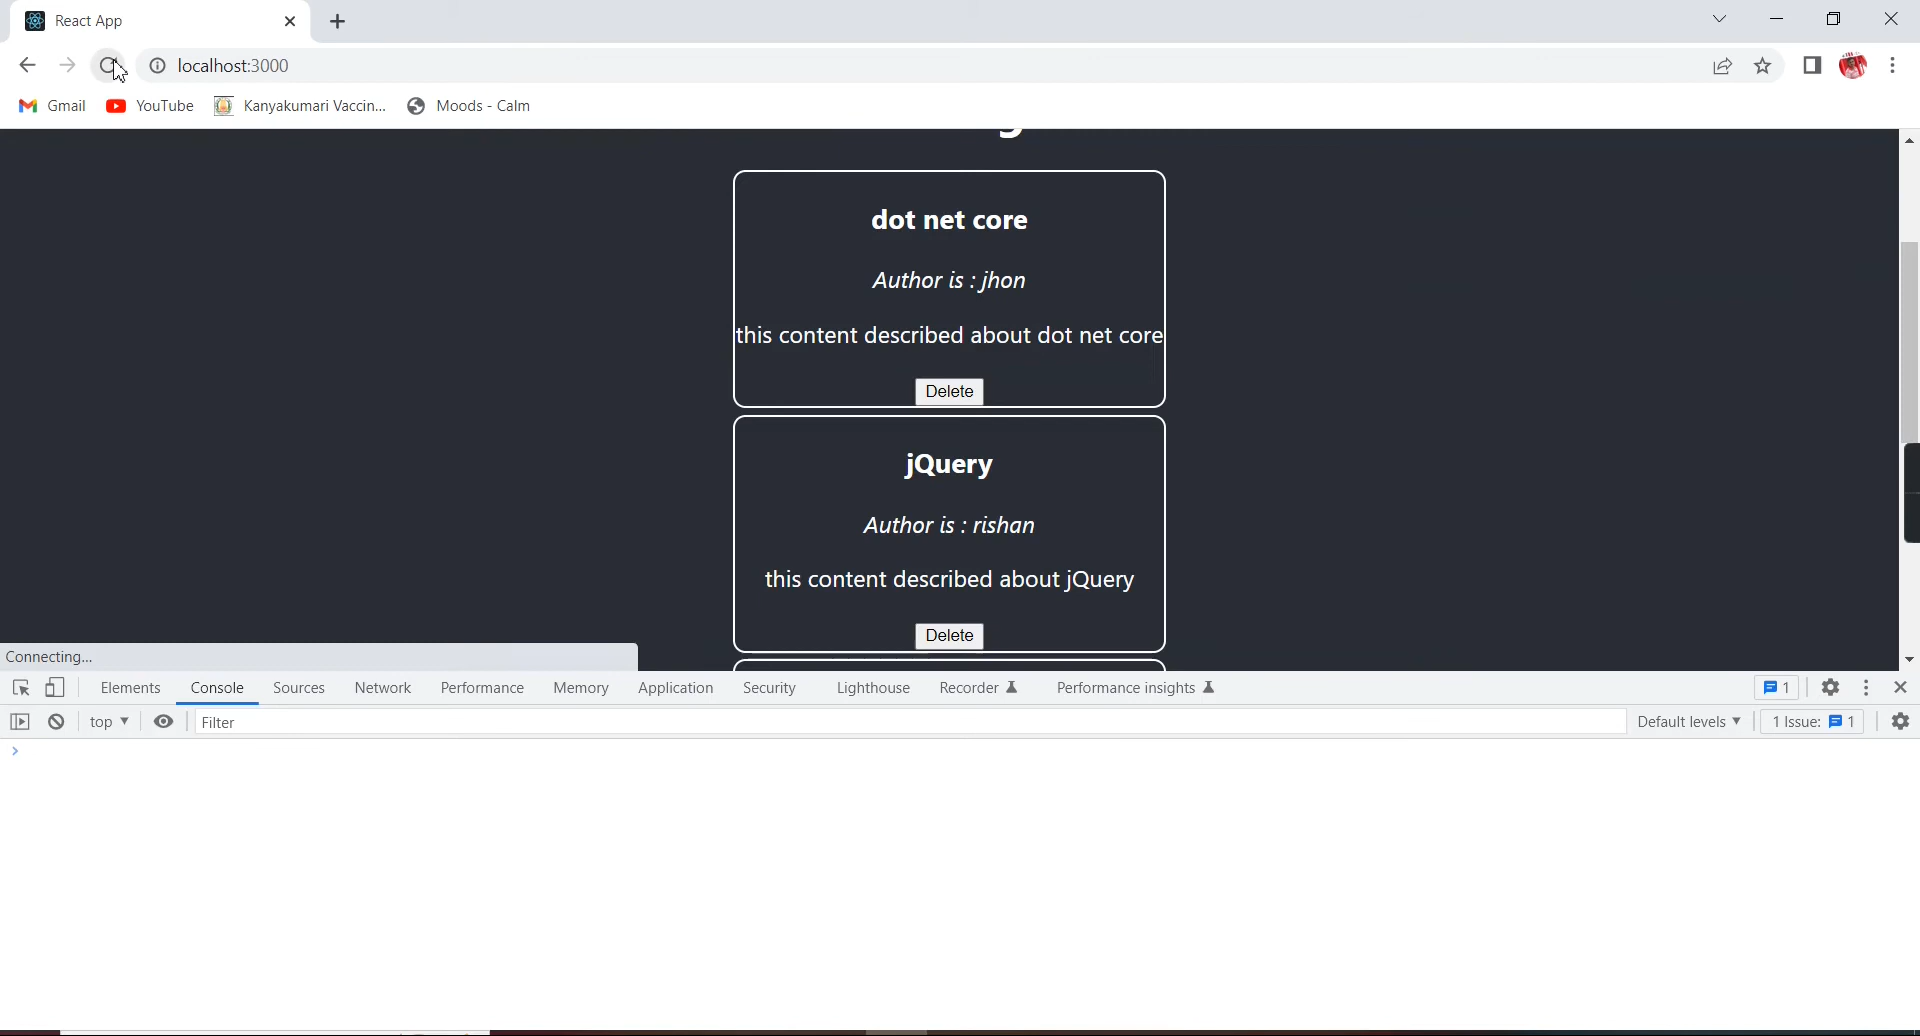 React App
localhost:3000
Gmail YouTube Kanyakumari Vaccin... Moods - Calm
dot net core
Author is : jhon
this content described about dot net core
Delete
jQuery
Author is : rishan
this content described about jQuery
Delete
Connecting...
Elements Console Sources Network Performance Memory Application Security Lighthouse Recorder Performance insights 1
top Filter Default levels 1 Issue: 1